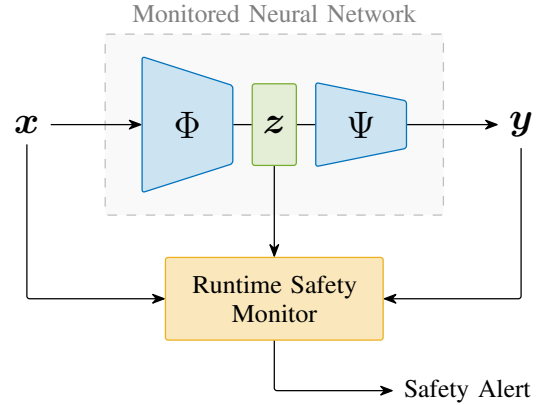 Monitored Neural Network
x Φ z Ψ y
Runtime Safety
Monitor
Safety Alert